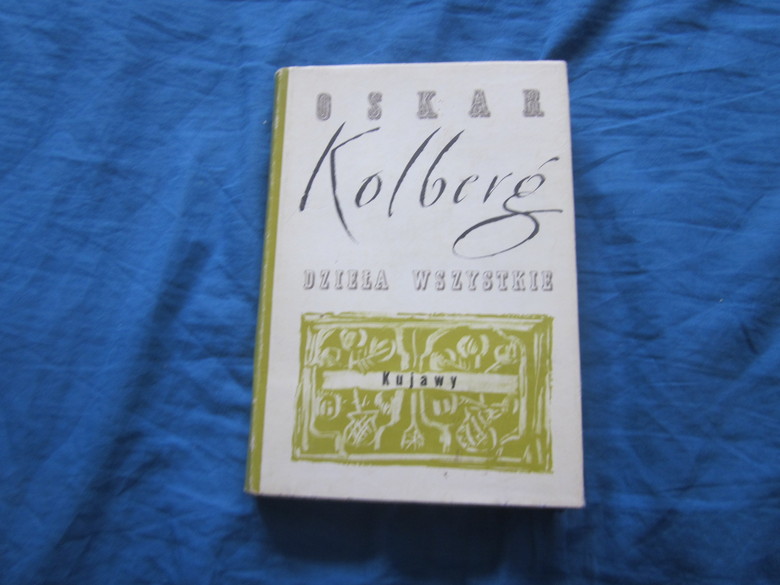 OSKAR
Kolberg
DZIEŁA WSZYSTKIE
Kujawy